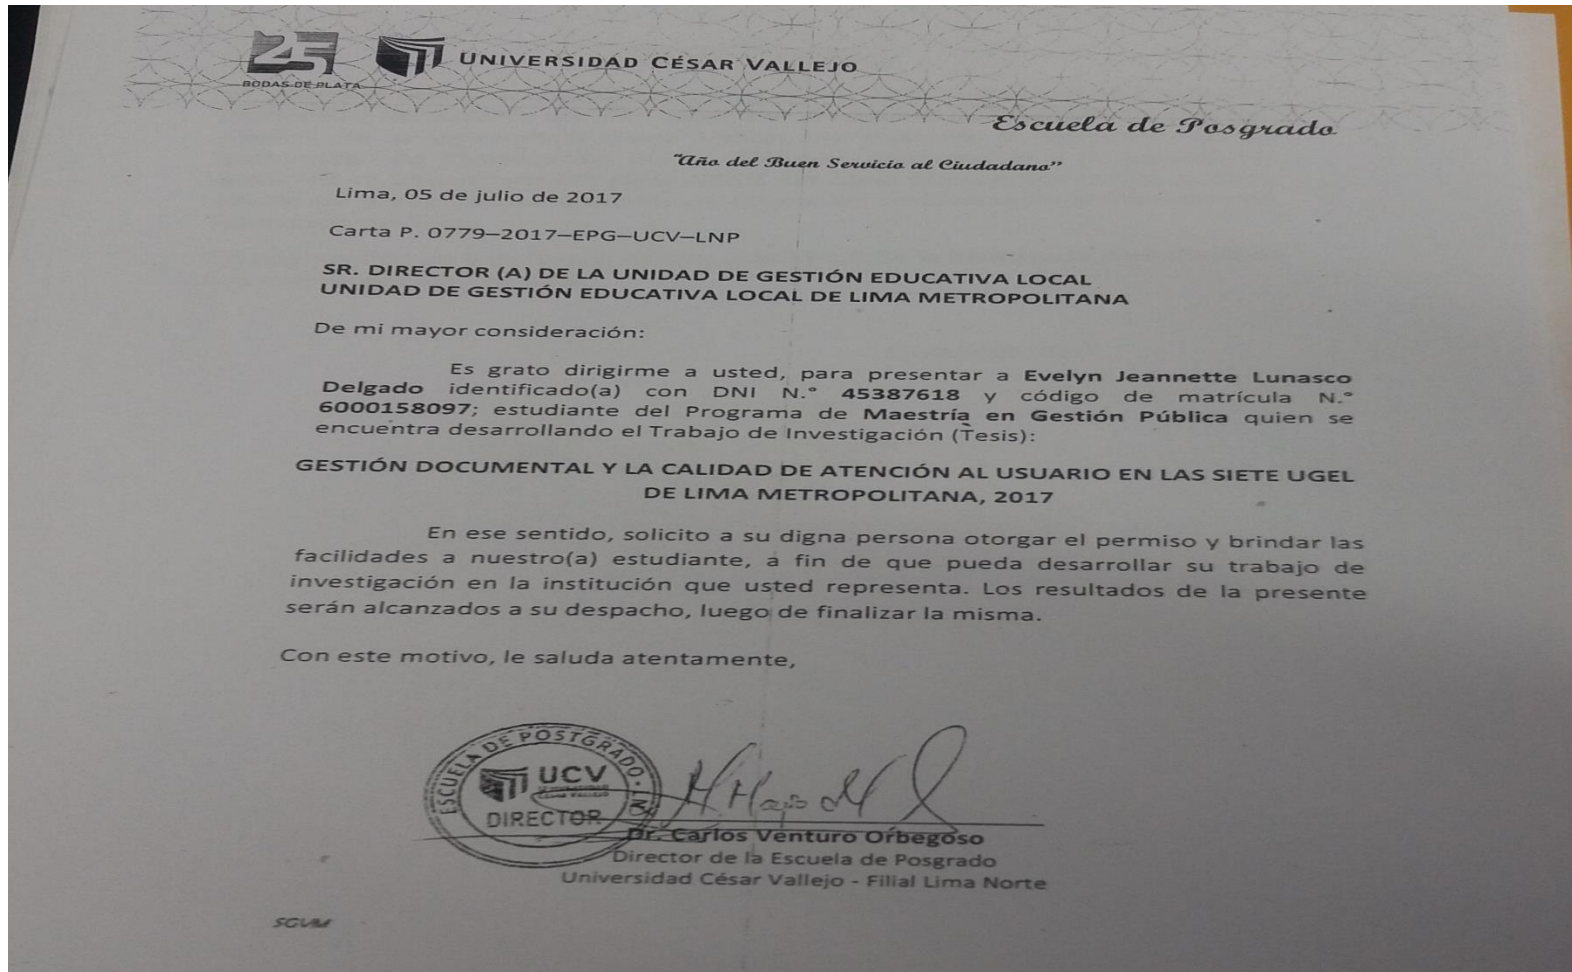 25
BODAS DE PLATA
UNIVERSIDAD CÉSAR VALLEJO
Escuela de Posgrado
"Año del Buen Servicio al Ciudadano"
Lima, 05 de julio de 2017
Carta P. 0779–2017–EPG–UCV–LNP
SR. DIRECTOR (A) DE LA UNIDAD DE GESTIÓN EDUCATIVA LOCAL
UNIDAD DE GESTIÓN EDUCATIVA LOCAL DE LIMA METROPOLITANA
De mi mayor consideración:
Es grato dirigirme a usted, para presentar a Evelyn Jeannette Lunasco
Delgado identificado(a) con DNI N.° 45387618 y código de matrícula N.°
6000158097; estudiante del Programa de Maestría en Gestión Pública quien se
encuentra desarrollando el Trabajo de Investigación (Tesis):
GESTIÓN DOCUMENTAL Y LA CALIDAD DE ATENCIÓN AL USUARIO EN LAS SIETE UGEL
DE LIMA METROPOLITANA, 2017
En ese sentido, solicito a su digna persona otorgar el permiso y brindar las
facilidades a nuestro(a) estudiante, a fin de que pueda desarrollar su trabajo de
investigación en la institución que usted representa. Los resultados de la presente
serán alcanzados a su despacho, luego de finalizar la misma.
Con este motivo, le saluda atentamente,
ESCUELA DE POSTGRADO - LN
UCV
UNIVERSIDAD
CÉSAR VALLEJO
DIRECTOR
Dr. Carlos Venturo Orbegoso
Director de la Escuela de Posgrado
Universidad César Vallejo - Filial Lima Norte
SGVM